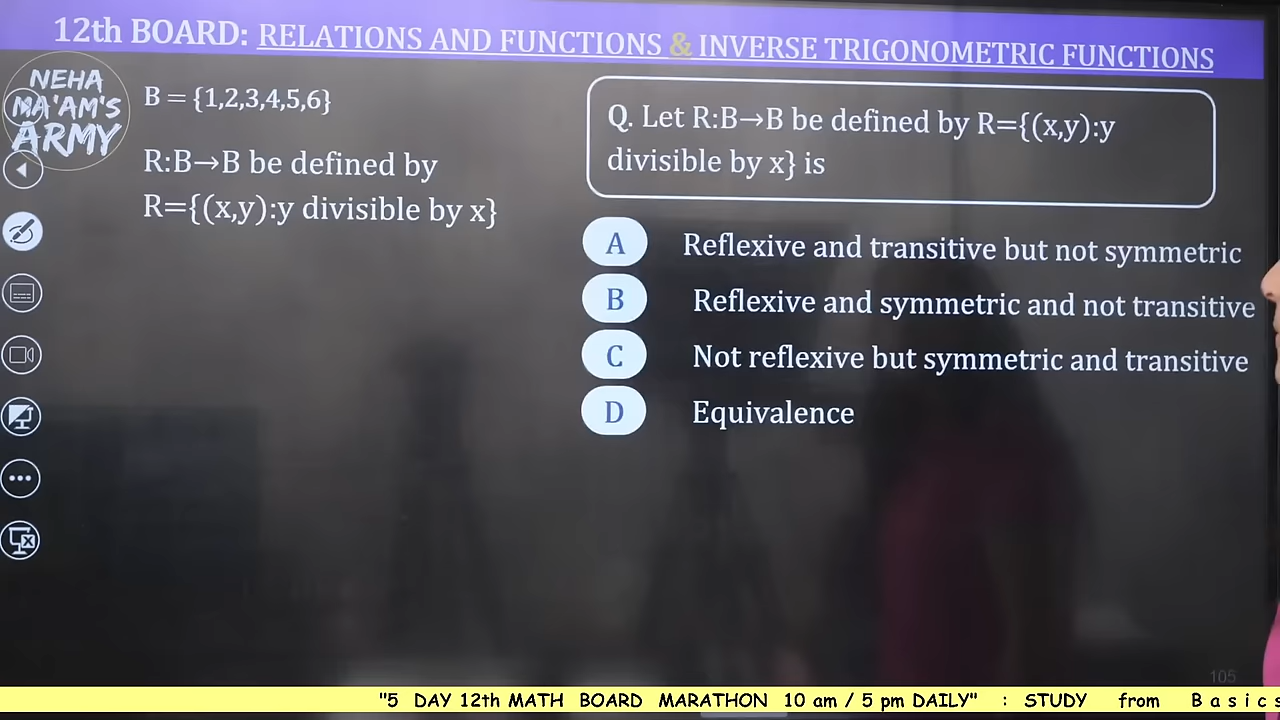 12th BOARD: RELATIONS AND FUNCTIONS & INVERSE TRIGONOMETRIC FUNCTIONS
NEHA
MA'AM'S
ARMY
B = {1,2,3,4,5,6}
R:B→B be defined by
R={(x,y):y divisible by x}
Q. Let R:B→B be defined by R={(x,y):y
divisible by x} is
A Reflexive and transitive but not symmetric
B Reflexive and symmetric and not transitive
C Not reflexive but symmetric and transitive
D Equivalence
105
"5 DAY 12th MATH BOARD MARATHON 10 am / 5 pm DAILY" : STUDY from Basics